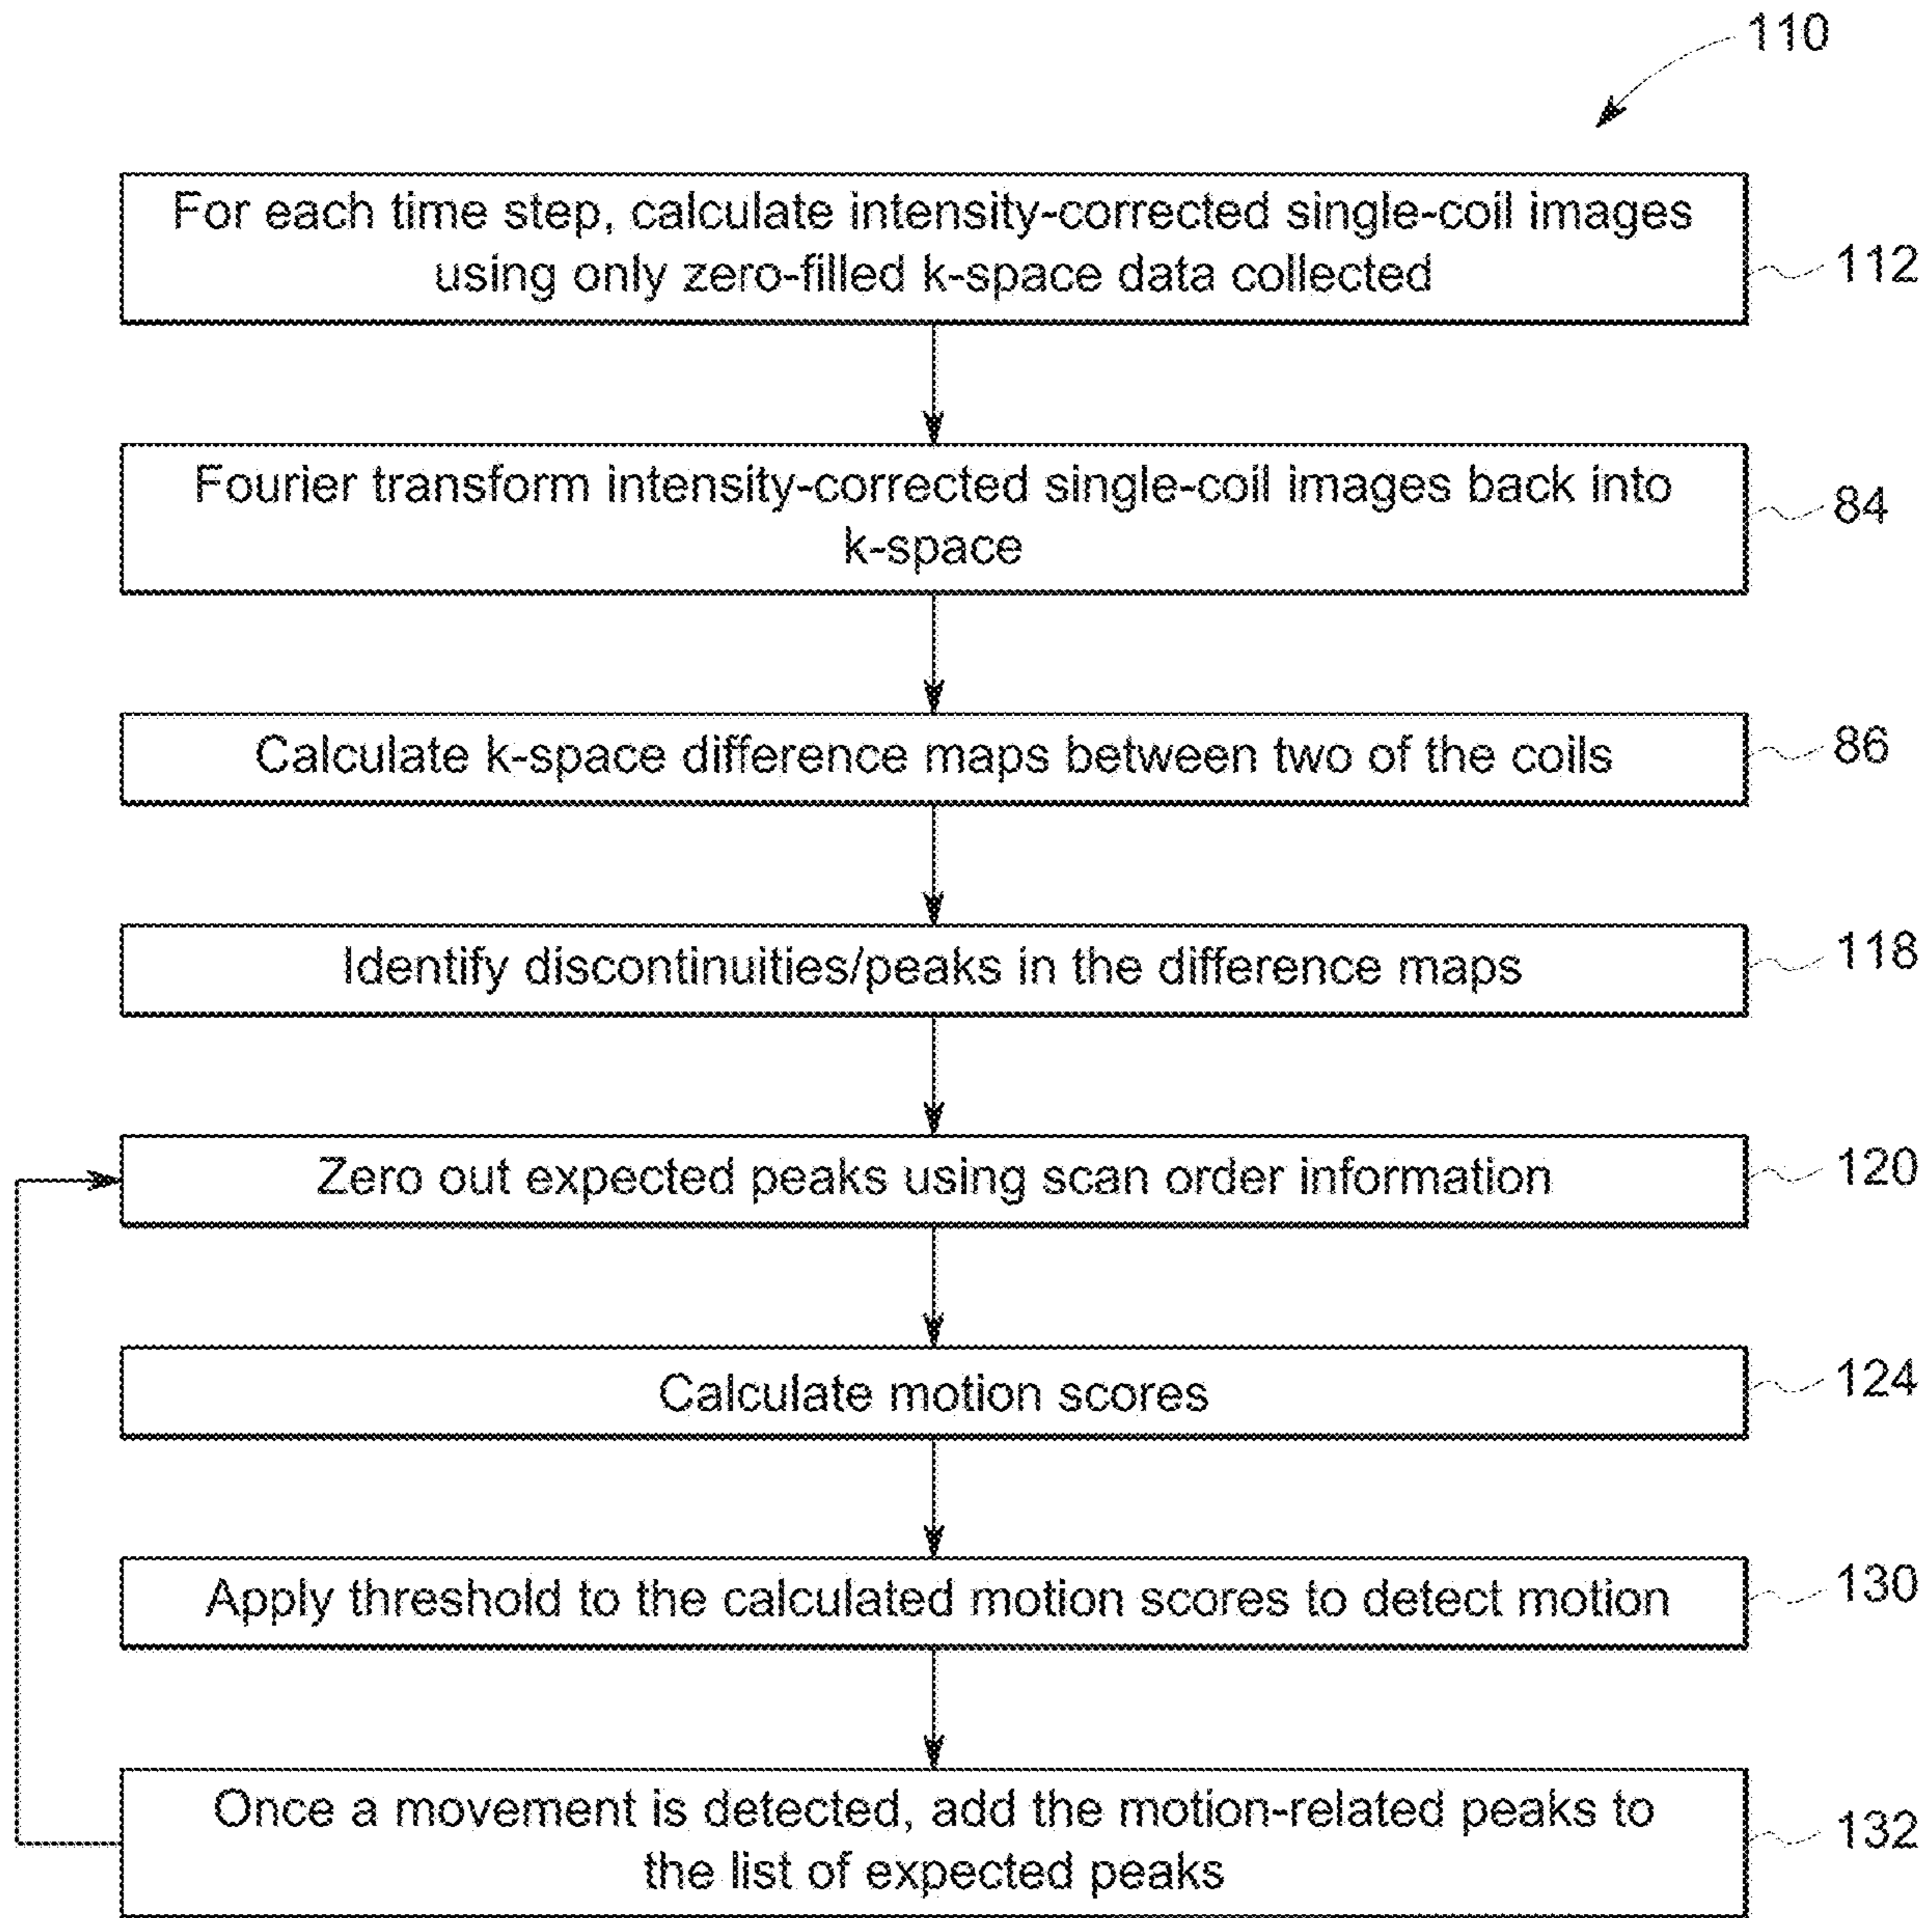 110
For each time step, calculate intensity-corrected single-coil images
using only zero-filled k-space data collected
112
Fourier transform intensity-corrected single-coil images back into
k-space
84
Calculate k-space difference maps between two of the coils
86
Identify discontinuities/peaks in the difference maps
118
Zero out expected peaks using scan order information
120
Calculate motion scores
124
Apply threshold to the calculated motion scores to detect motion
130
Once a movement is detected, add the motion-related peaks to
the list of expected peaks
132